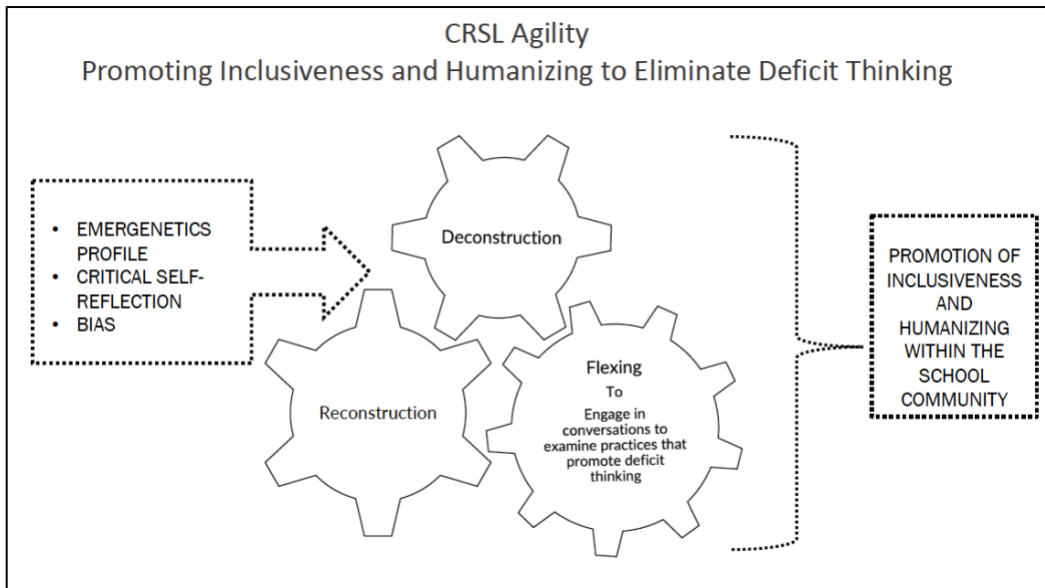 CRSL Agility
Promoting Inclusiveness and Humanizing to Eliminate Deficit Thinking
• EMERGENETICS
PROFILE
• CRITICAL SELF-
REFLECTION
• BIAS
Deconstruction
Reconstruction
Flexing
To
Engage in
conversations to
examine practices that
promote deficit
thinking
PROMOTION OF
INCLUSIVENESS
AND
HUMANIZING
WITHIN THE
SCHOOL
COMMUNITY